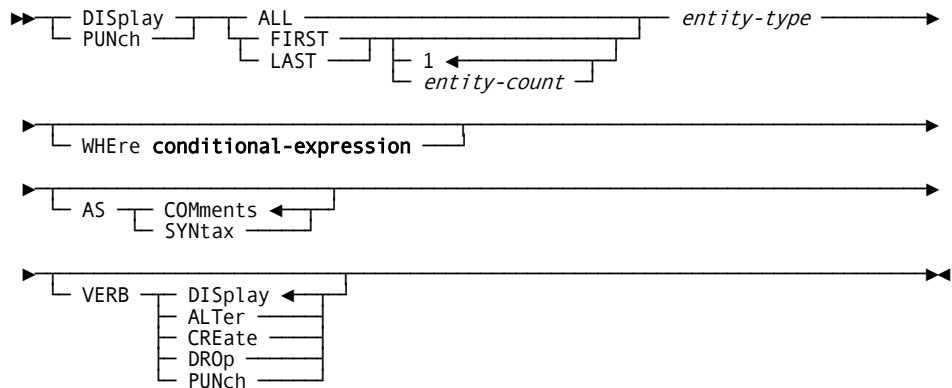 DISplay ALL entity-type
PUNch FIRST
LAST 1
entity-count
WHEre conditional-expression
AS COMments
SYNtax
VERB DISplay
ALTer
CREate
DROp
PUNch